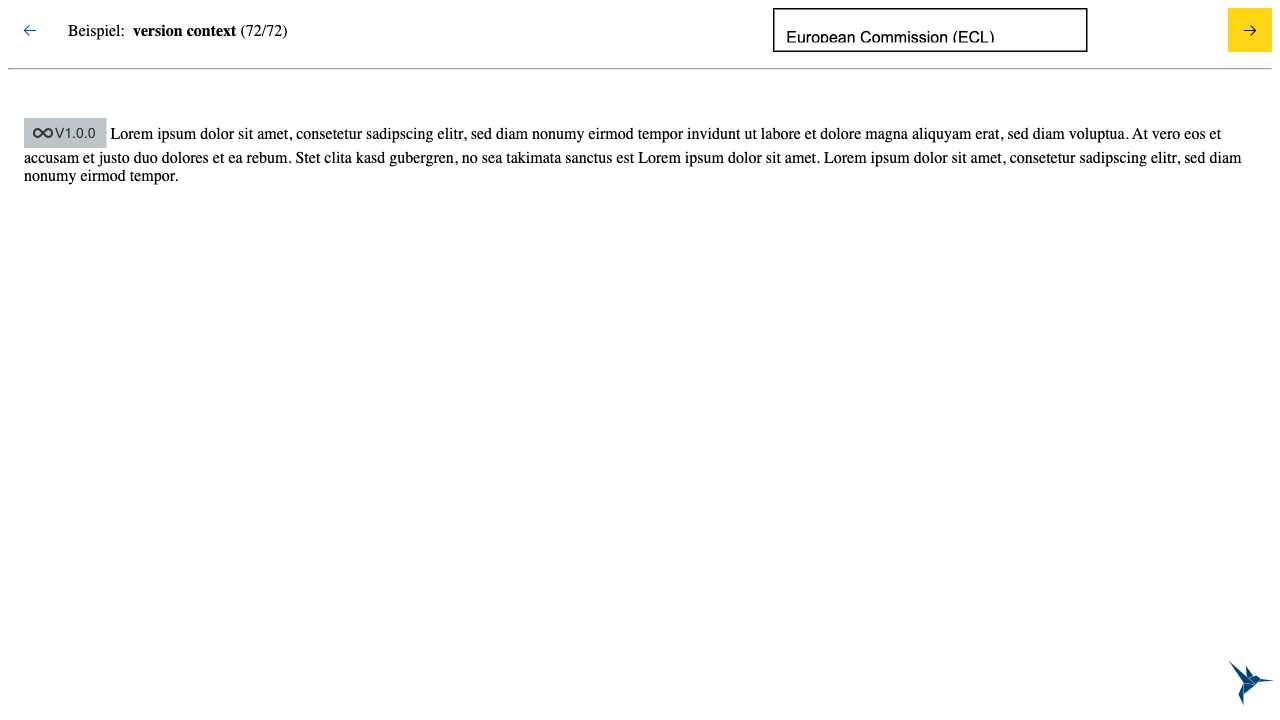 Beispiel: version context (72/72)
European Commission (ECL)
V1.0.0 Lorem ipsum dolor sit amet, consetetur sadipscing elitr, sed diam nonumy eirmod tempor invidunt ut labore et dolore magna aliquyam erat, sed diam voluptua. At vero eos et
accusam et justo duo dolores et ea rebum. Stet clita kasd gubergren, no sea takimata sanctus est Lorem ipsum dolor sit amet. Lorem ipsum dolor sit amet, consetetur sadipscing elitr, sed diam
nonumy eirmod tempor.